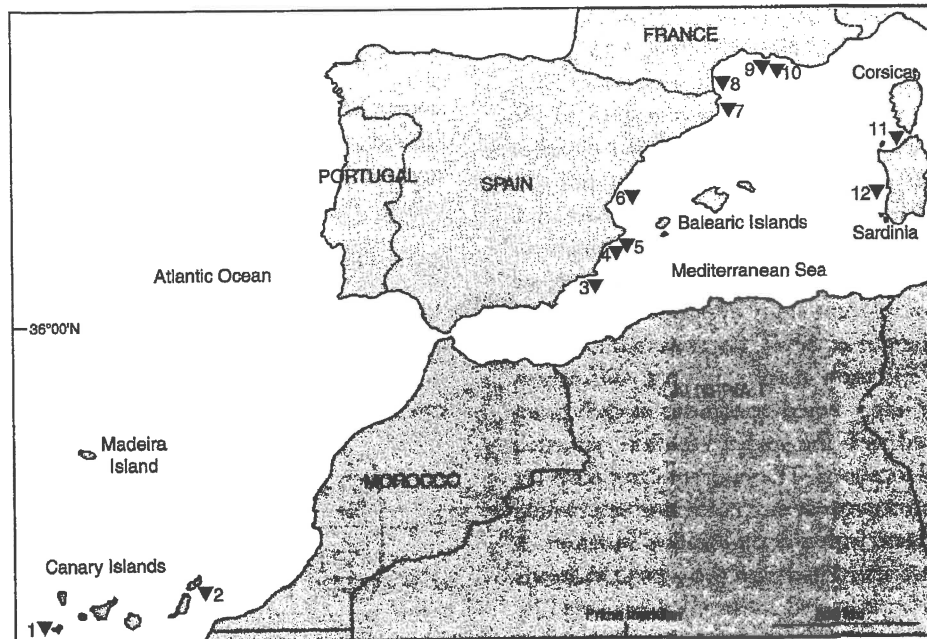 FRANCE
9
10
8
Corsica
7
11
PORTUGAL
SPAIN
6
12
Balearic Islands
Sardinia
5
4
Atlantic Ocean
Mediterranean Sea
3
36°00'N
Madeira
Island
MOROCCO
Canary Islands
2
1